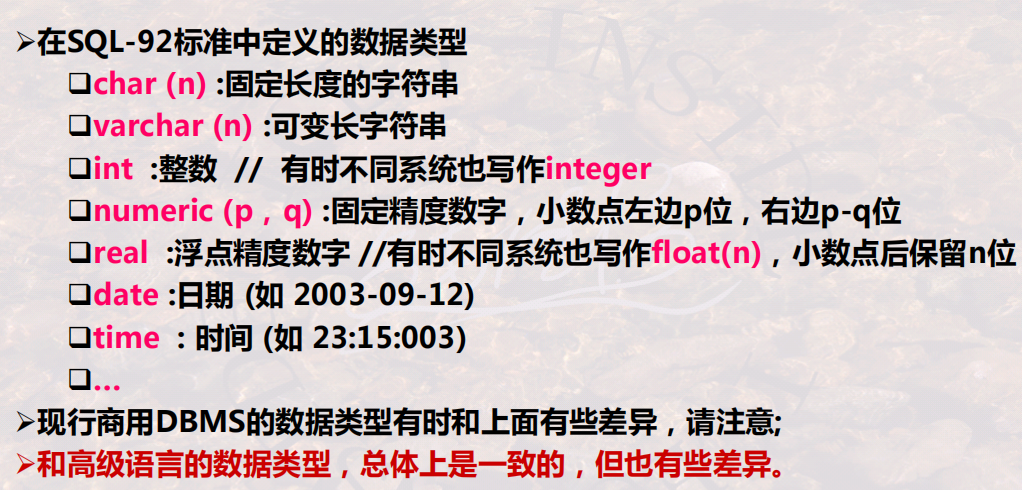 ➢在SQL-92标准中定义的数据类型
❑char (n) :固定长度的字符串
❑varchar (n) :可变长字符串
❑int :整数 // 有时不同系统也写作integer
❑numeric (p，q) :固定精度数字，小数点左边p位，右边p-q位
❑real :浮点精度数字 //有时不同系统也写作float(n)，小数点后保留n位
❑date :日期 (如 2003-09-12)
❑time ：时间 (如 23:15:003)
❑…
➢现行商用DBMS的数据类型有时和上面有些差异，请注意;
➢和高级语言的数据类型，总体上是一致的，但也有些差异。